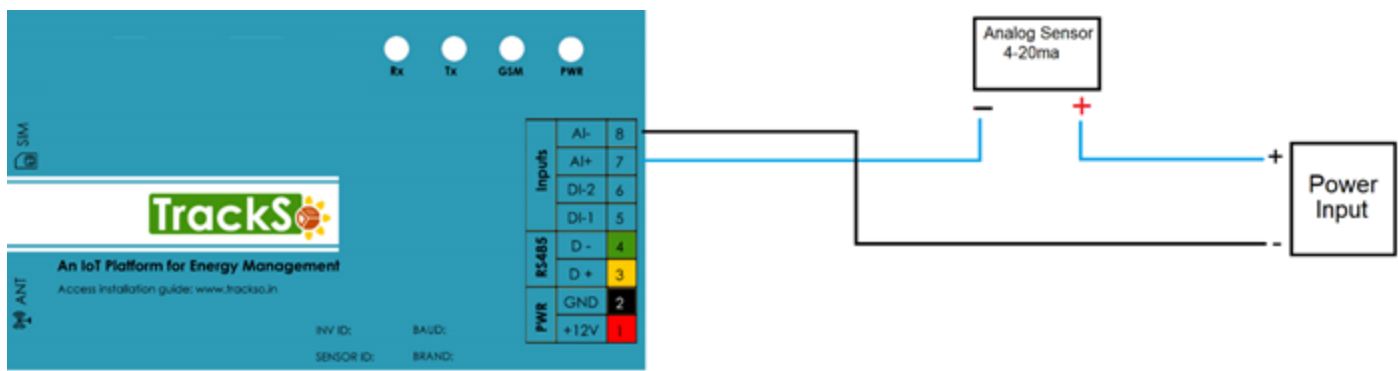 Rx Tx GSM PWR
SIM
Inputs
AI- 8
AI+ 7
DI-2 6
DI-1 5
RS485
D - 4
D + 3
PWR
GND 2
+12V 1
TrackS
An IoT Platform for Energy Management
Access installation guide: www.trackso.in
ANT
INV ID: BAUD:
SENSOR ID: BRAND:
Analog Sensor
4-20ma
− +
+
Power
Input
-